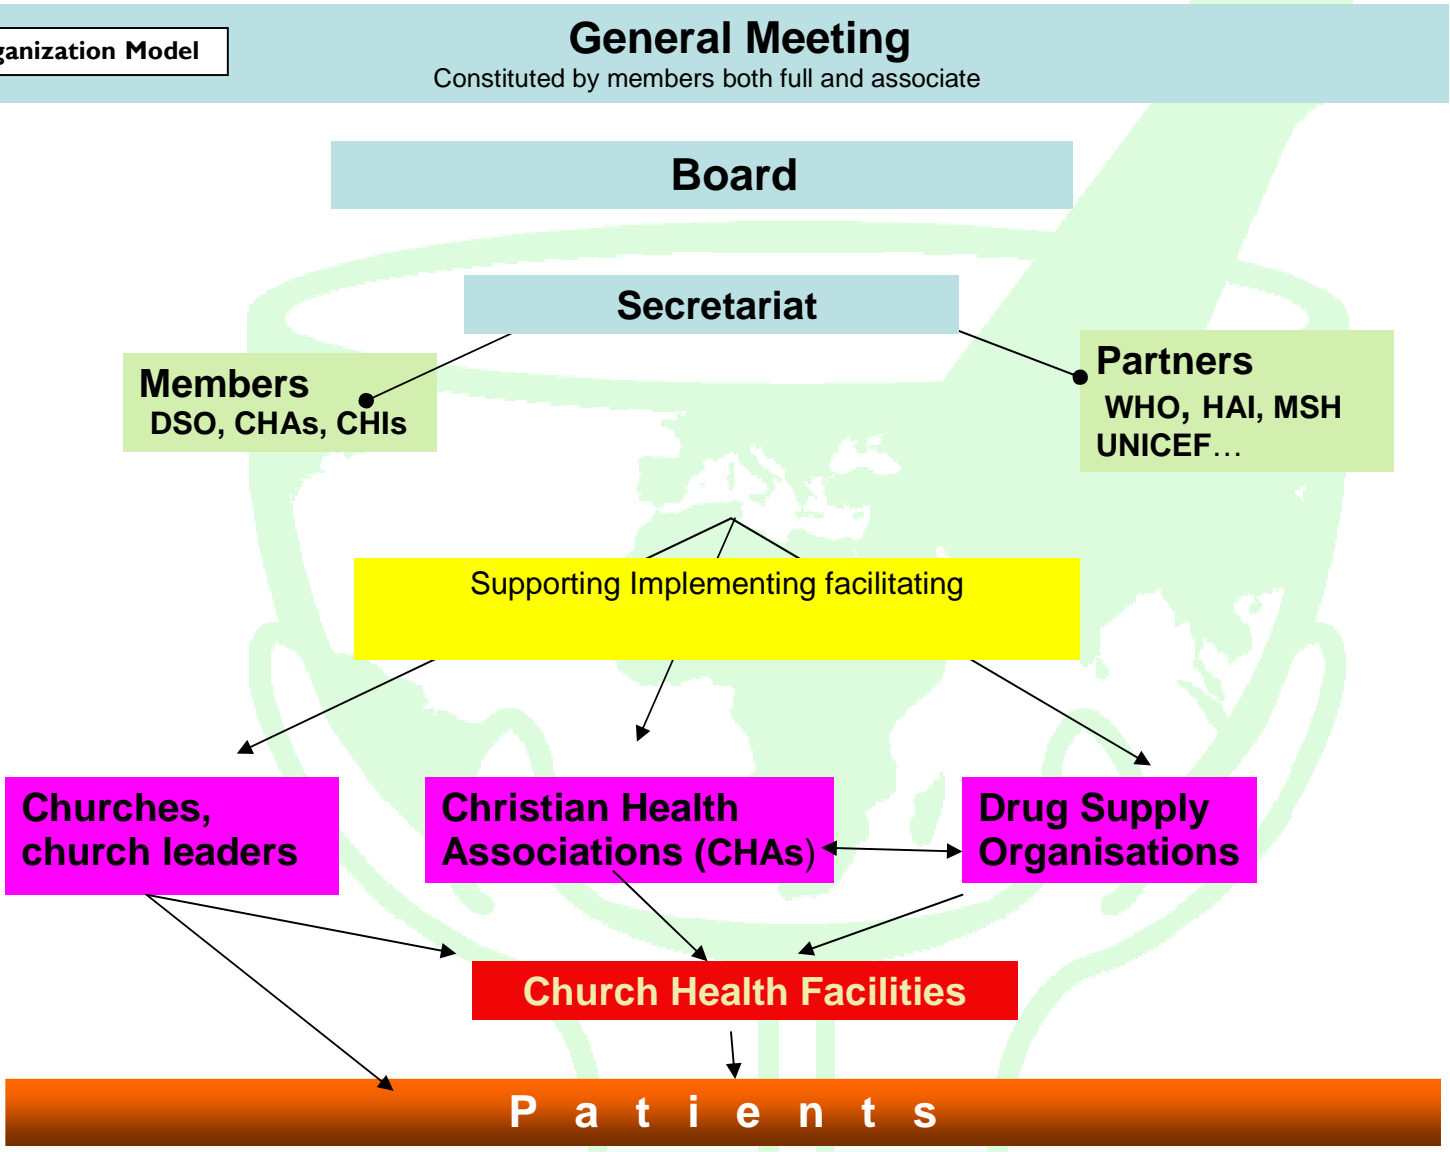 ganization Model
General Meeting
Constituted by members both full and associate
Board
Secretariat
Members
DSO, CHAs, CHIs
Partners
WHO, HAI, MSH
UNICEF…
Supporting Implementing facilitating
Churches,
church leaders
Christian Health
Associations (CHAs)
Drug Supply
Organisations
Church Health Facilities
P a t i e n t s